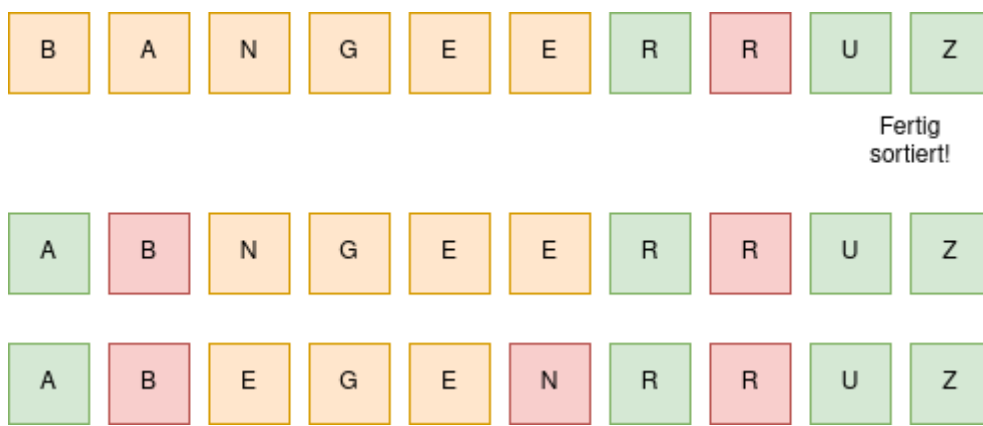 B A N G E E R R U Z
Fertig
sortiert!
A B N G E E R R U Z
A B E G E N R R U Z